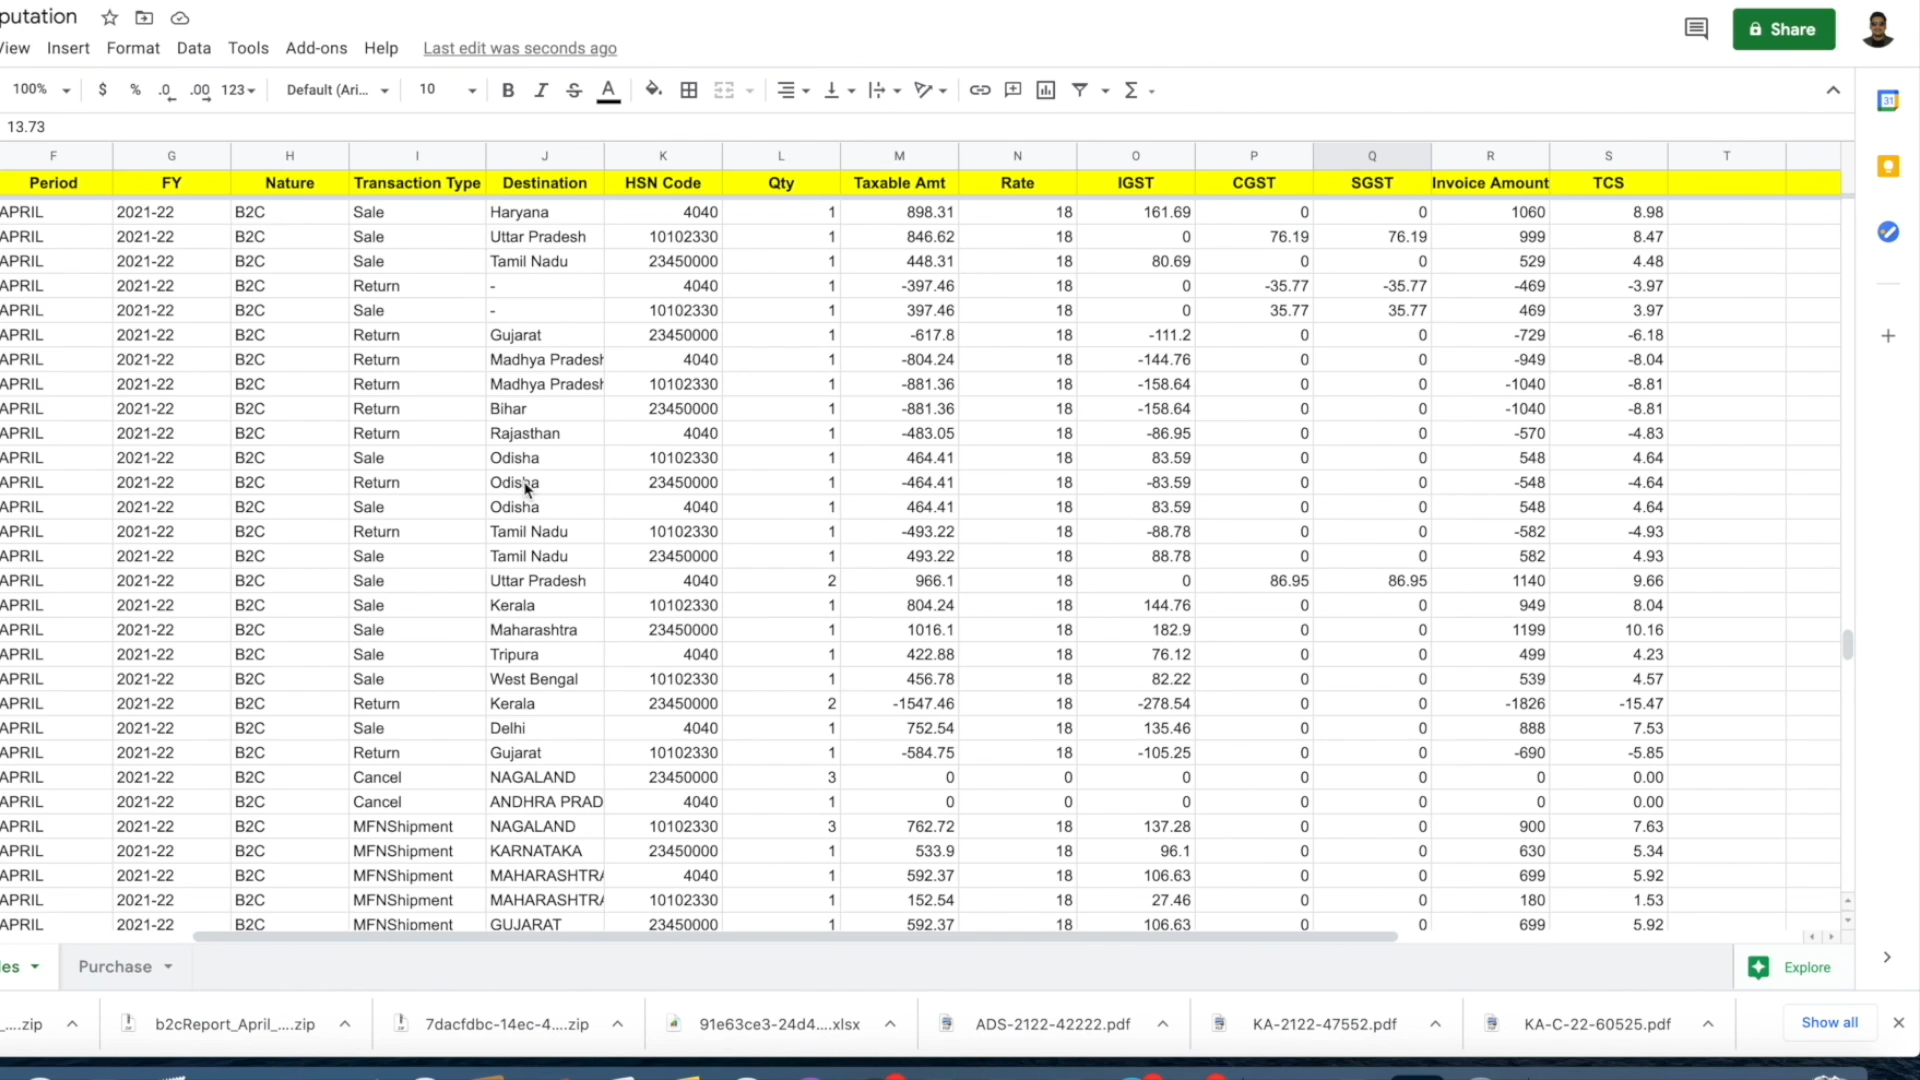 putation
View Insert Format Data Tools Add-ons Help Last edit was seconds ago Share
100% $ % .0 .00 123 Default (Ari... 10 B I S A
13.73
F G H I J K L M N O P Q R S T
Period FY Nature Transaction Type Destination HSN Code Qty Taxable Amt Rate IGST CGST SGST Invoice Amount TCS
APRIL 2021-22 B2C Sale Haryana 4040 1 898.31 18 161.69 0 0 1060 8.98
APRIL 2021-22 B2C Sale Uttar Pradesh 10102330 1 846.62 18 0 76.19 76.19 999 8.47
APRIL 2021-22 B2C Sale Tamil Nadu 23450000 1 448.31 18 80.69 0 0 529 4.48
APRIL 2021-22 B2C Return - 4040 1 -397.46 18 0 -35.77 -35.77 -469 -3.97
APRIL 2021-22 B2C Sale - 10102330 1 397.46 18 0 35.77 35.77 469 3.97
APRIL 2021-22 B2C Return Gujarat 23450000 1 -617.8 18 -111.2 0 0 -729 -6.18
APRIL 2021-22 B2C Return Madhya Pradesh 4040 1 -804.24 18 -144.76 0 0 -949 -8.04
APRIL 2021-22 B2C Return Madhya Pradesh 10102330 1 -881.36 18 -158.64 0 0 -1040 -8.81
APRIL 2021-22 B2C Return Bihar 23450000 1 -881.36 18 -158.64 0 0 -1040 -8.81
APRIL 2021-22 B2C Return Rajasthan 4040 1 -483.05 18 -86.95 0 0 -570 -4.83
APRIL 2021-22 B2C Sale Odisha 10102330 1 464.41 18 83.59 0 0 548 4.64
APRIL 2021-22 B2C Return Odisha 23450000 1 -464.41 18 -83.59 0 0 -548 -4.64
APRIL 2021-22 B2C Sale Odisha 4040 1 464.41 18 83.59 0 0 548 4.64
APRIL 2021-22 B2C Return Tamil Nadu 10102330 1 -493.22 18 -88.78 0 0 -582 -4.93
APRIL 2021-22 B2C Sale Tamil Nadu 23450000 1 493.22 18 88.78 0 0 582 4.93
APRIL 2021-22 B2C Sale Uttar Pradesh 4040 2 966.1 18 0 86.95 86.95 1140 9.66
APRIL 2021-22 B2C Sale Kerala 10102330 1 804.24 18 144.76 0 0 949 8.04
APRIL 2021-22 B2C Sale Maharashtra 23450000 1 1016.1 18 182.9 0 0 1199 10.16
APRIL 2021-22 B2C Sale Tripura 4040 1 422.88 18 76.12 0 0 499 4.23
APRIL 2021-22 B2C Sale West Bengal 10102330 1 456.78 18 82.22 0 0 539 4.57
APRIL 2021-22 B2C Return Kerala 23450000 2 -1547.46 18 -278.54 0 0 -1826 -15.47
APRIL 2021-22 B2C Sale Delhi 4040 1 752.54 18 135.46 0 0 888 7.53
APRIL 2021-22 B2C Return Gujarat 10102330 1 -584.75 18 -105.25 0 0 -690 -5.85
APRIL 2021-22 B2C Cancel NAGALAND 23450000 3 0 0 0 0 0 0 0.00
APRIL 2021-22 B2C Cancel ANDHRA PRAD 4040 1 0 0 0 0 0 0 0.00
APRIL 2021-22 B2C MFNShipment NAGALAND 10102330 3 762.72 18 137.28 0 0 900 7.63
APRIL 2021-22 B2C MFNShipment KARNATAKA 23450000 1 533.9 18 96.1 0 0 630 5.34
APRIL 2021-22 B2C MFNShipment MAHARASHTRA 4040 1 592.37 18 106.63 0 0 699 5.92
APRIL 2021-22 B2C MFNShipment MAHARASHTRA 10102330 1 152.54 18 27.46 0 0 180 1.53
APRIL 2021-22 B2C MFNShipment GUJARAT 23450000 1 592.37 18 106.63 0 0 699 5.92
les Purchase Explore
_....zip b2cReport_April_....zip 7dacfdbc-14ec-4....zip 91e63ce3-24d4....xlsx ADS-2122-42222.pdf KA-2122-47552.pdf KA-C-22-60525.pdf Show all